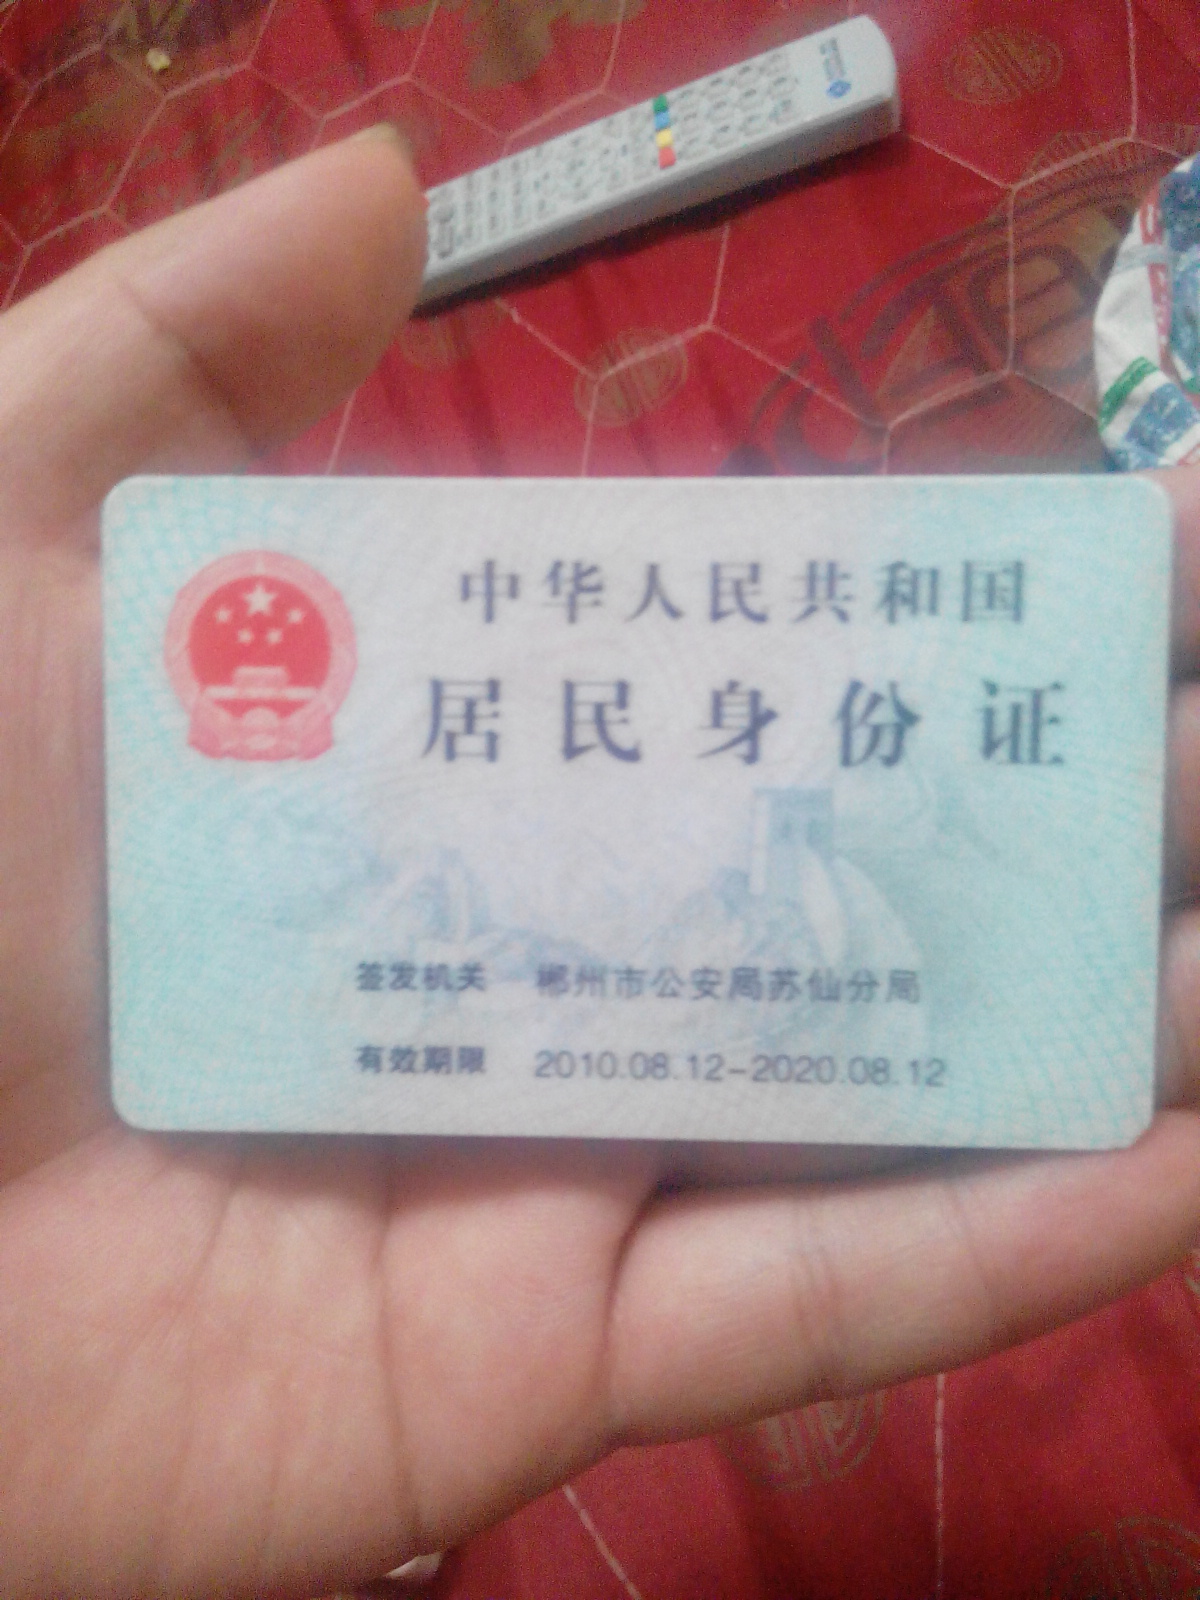 中华人民共和国
居民身份证
签发机关 郴州市公安局苏仙分局
有效期限 2010.08.12-2020.08.12